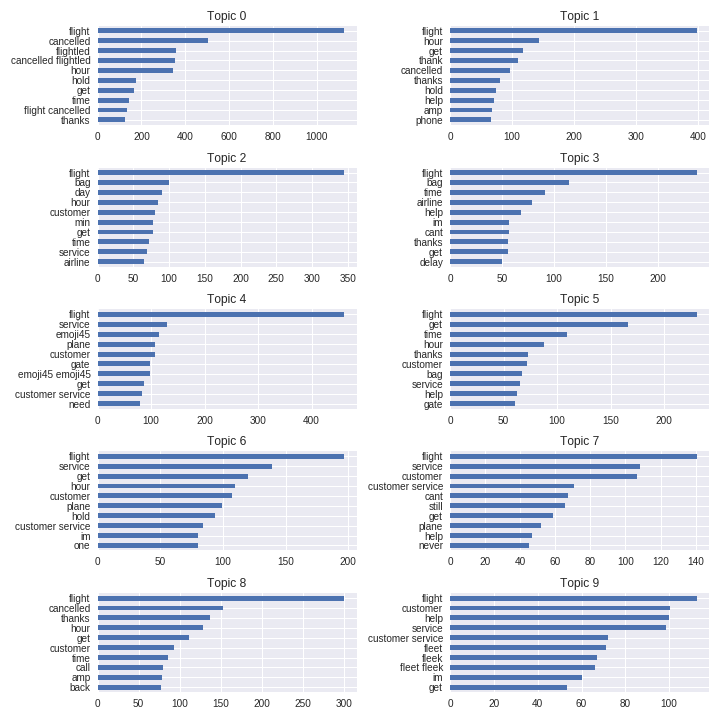 Topic 0
flight
cancelled
flightled
cancelled flightled
hour
hold
get
time
flight cancelled
thanks
0 200 400 600 800 1000
Topic 1
flight
hour
get
thank
cancelled
thanks
hold
help
amp
phone
0 100 200 300 400
Topic 2
flight
bag
day
hour
customer
min
get
time
service
airline
0 50 100 150 200 250 300 350
Topic 3
flight
bag
time
airline
help
im
cant
thanks
get
delay
0 50 100 150 200
Topic 4
flight
service
emoji45
plane
customer
gate
emoji45 emoji45
get
customer service
need
0 100 200 300 400
Topic 5
flight
get
time
hour
thanks
customer
bag
service
help
gate
0 50 100 150 200
Topic 6
flight
service
get
hour
customer
plane
hold
customer service
im
one
0 50 100 150 200
Topic 7
flight
service
customer
customer service
cant
still
get
plane
help
never
0 20 40 60 80 100 120 140
Topic 8
flight
cancelled
thanks
hour
get
customer
time
call
amp
back
0 50 100 150 200 250 300
Topic 9
flight
customer
help
service
customer service
fleet
fleek
fleet fleek
im
get
0 20 40 60 80 100